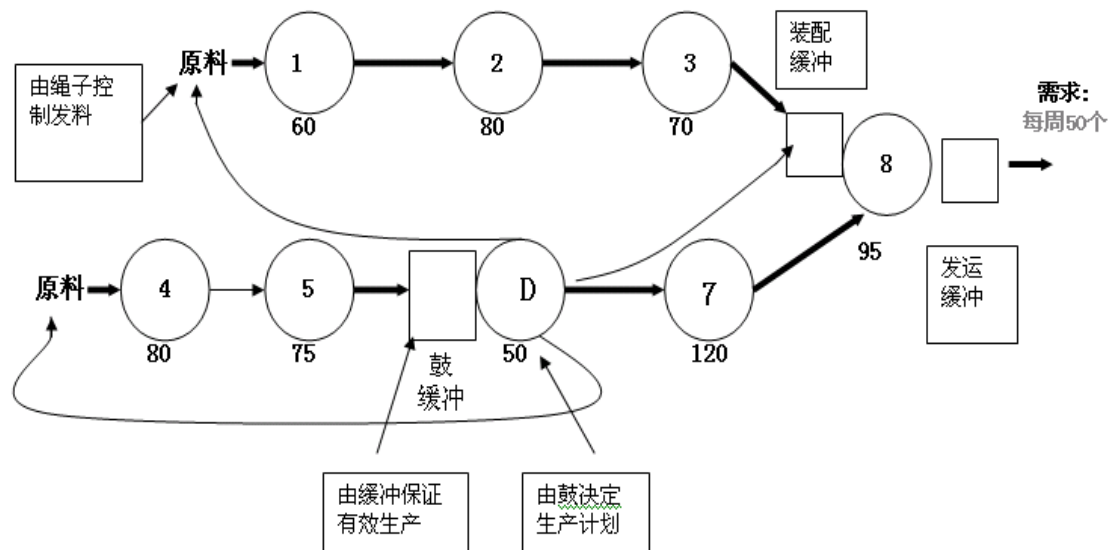 原料
1
60
2
80
3
70
装配
缓冲
由绳子控
制发料
需求：
每周50个
8
95
发运
缓冲
原料
4
80
5
75
鼓
缓冲
D
50
7
120
由缓冲保证
有效生产
由鼓决定
生产计划